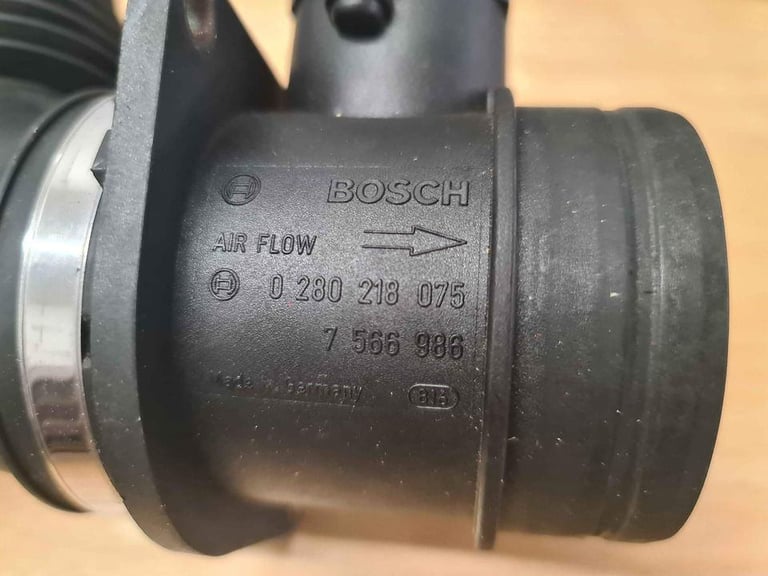 BOSCH
AIR FLOW
0 280 218 075
7 566 986
Made in Germany